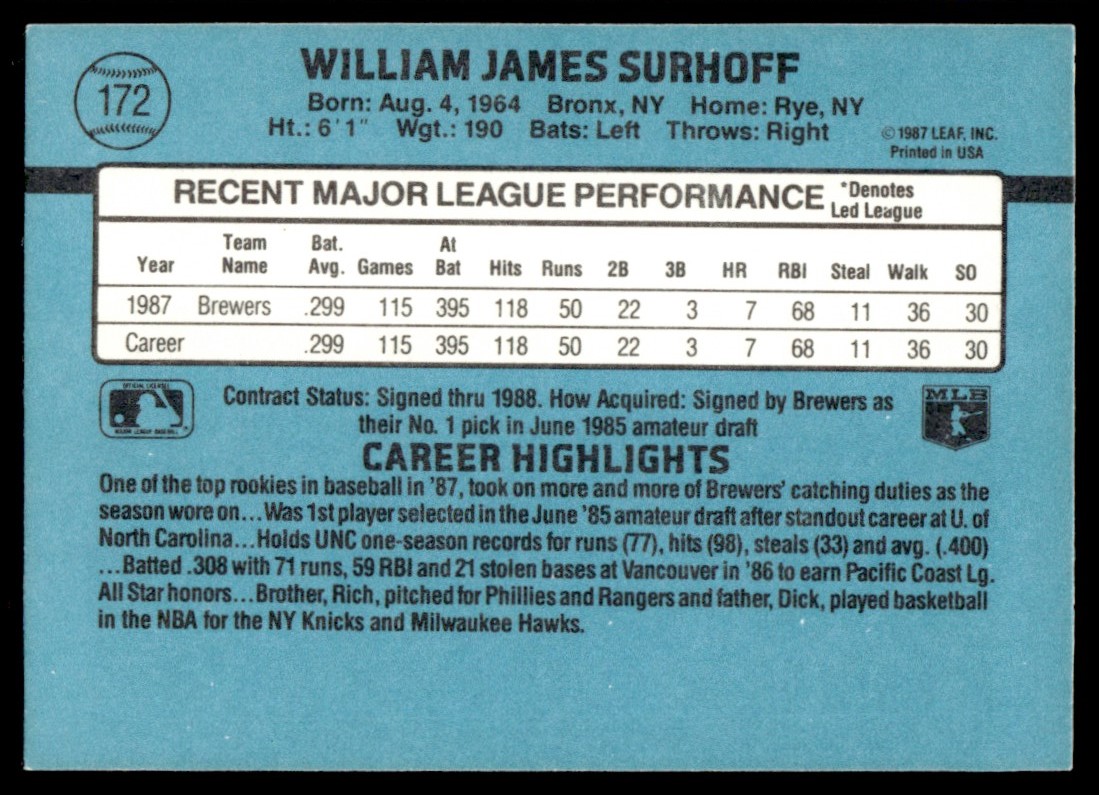 172
WILLIAM JAMES SURHOFF
Born: Aug. 4, 1964 Bronx, NY Home: Rye, NY
Ht.: 6'1" Wgt.: 190 Bats: Left Throws: Right
© 1987 LEAF, INC.
Printed in USA
RECENT MAJOR LEAGUE PERFORMANCE
*Denotes
Led League
Year Team Name Bat. Avg. Games At Bat Hits Runs 2B 3B HR RBI Steal Walk SO
1987 Brewers .299 115 395 118 50 22 3 7 68 11 36 30
Career .299 115 395 118 50 22 3 7 68 11 36 30
OFFICIAL LICENSEE
MAJOR LEAGUE BASEBALL
MLB
Contract Status: Signed thru 1988. How Acquired: Signed by Brewers as
their No. 1 pick in June 1985 amateur draft
CAREER HIGHLIGHTS
One of the top rookies in baseball in '87, took on more and more of Brewers' catching duties as the
season wore on...Was 1st player selected in the June '85 amateur draft after standout career at U. of
North Carolina...Holds UNC one-season records for runs (77), hits (98), steals (33) and avg. (.400)
...Batted .308 with 71 runs, 59 RBI and 21 stolen bases at Vancouver in '86 to earn Pacific Coast Lg.
All Star honors...Brother, Rich, pitched for Phillies and Rangers and father, Dick, played basketball
in the NBA for the NY Knicks and Milwaukee Hawks.